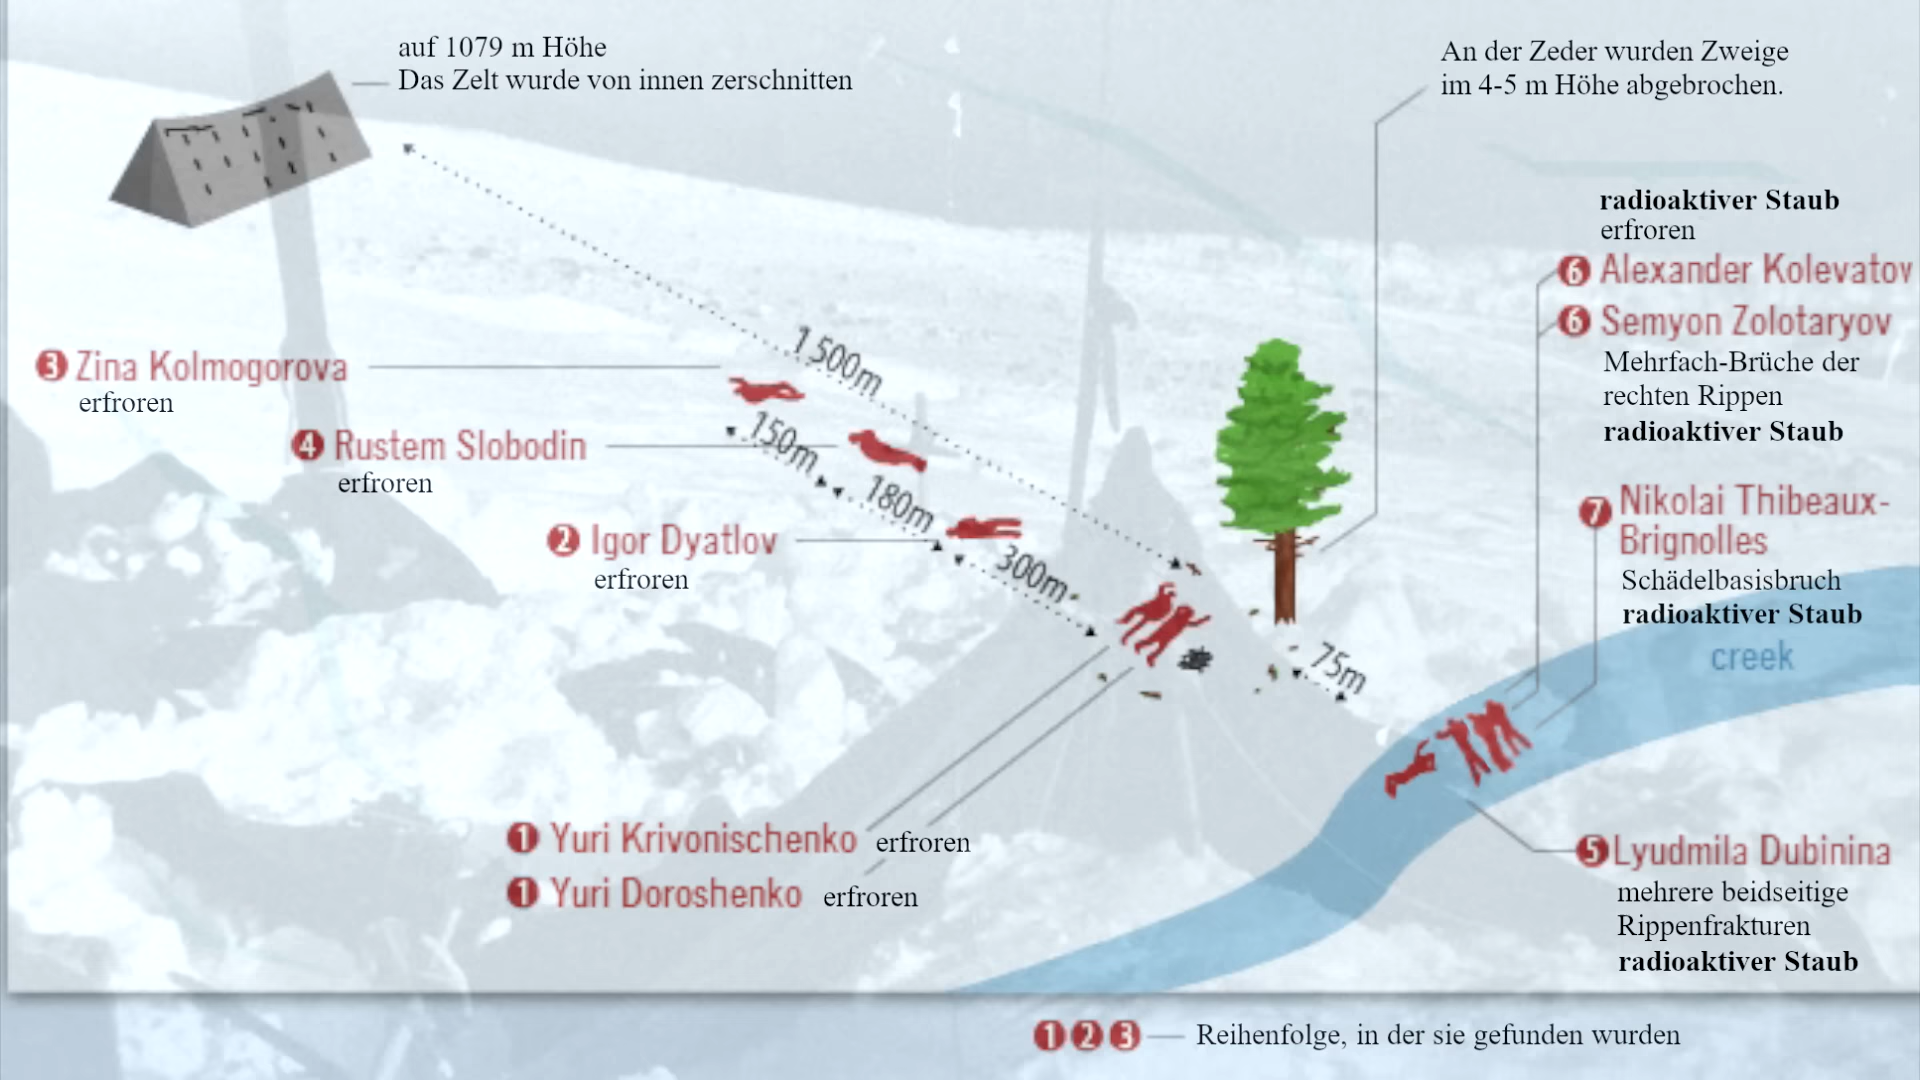 auf 1079 m Höhe
Das Zelt wurde von innen zerschnitten
An der Zeder wurden Zweige
im 4-5 m Höhe abgebrochen.
radioaktiver Staub
erfroren
6 Alexander Kolevatov
6 Semyon Zolotaryov
Mehrfach-Brüche der
rechten Rippen
radioaktiver Staub
1500m
3 Zina Kolmogorova
erfroren
150m
4 Rustem Slobodin
erfroren
180m
2 Igor Dyatlov
erfroren
300m
7 Nikolai Thibeaux-
Brignolles
Schädelbasisbruch
radioaktiver Staub
creek
75m
1 Yuri Krivonischenko erfroren
1 Yuri Doroshenko erfroren
5 Lyudmila Dubinina
mehrere beidseitige
Rippenfrakturen
radioaktiver Staub
1 2 3 — Reihenfolge, in der sie gefunden wurden